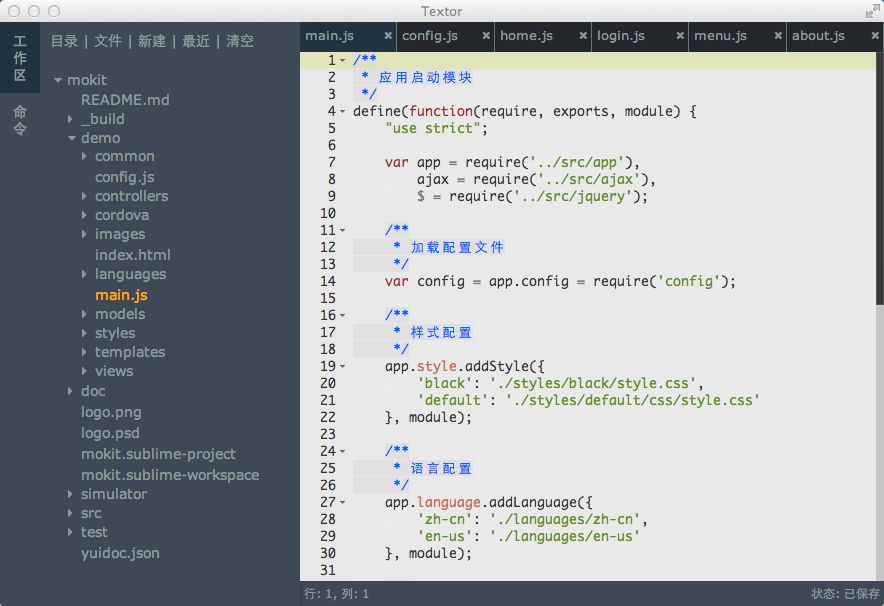 Textor
工作区
命令
目录 | 文件 | 新建 | 最近 | 清空
mokit
README.md
_build
demo
common
config.js
controllers
cordova
images
index.html
languages
main.js
models
styles
templates
views
doc
logo.png
logo.psd
mokit.sublime-project
mokit.sublime-workspace
simulator
src
test
yuidoc.json
main.js × config.js × home.js × login.js × menu.js × about.js ×
1 /**
2  * 应用启动模块
3  */
4 define(function(require, exports, module) {
5     "use strict";
6
7     var app = require('../src/app'),
8         ajax = require('../src/ajax'),
9         $ = require('../src/jquery');
10
11     /**
12      * 加载配置文件
13      */
14     var config = app.config = require('config');
15
16     /**
17      * 样式配置
18      */
19     app.style.addStyle({
20         'black': './styles/black/style.css',
21         'default': './styles/default/css/style.css'
22     }, module);
23
24     /**
25      * 语言配置
26      */
27     app.language.addLanguage({
28         'zh-cn': './languages/zh-cn',
29         'en-us': './languages/en-us'
30     }, module);
31
行: 1, 列: 1
状态: 已保存